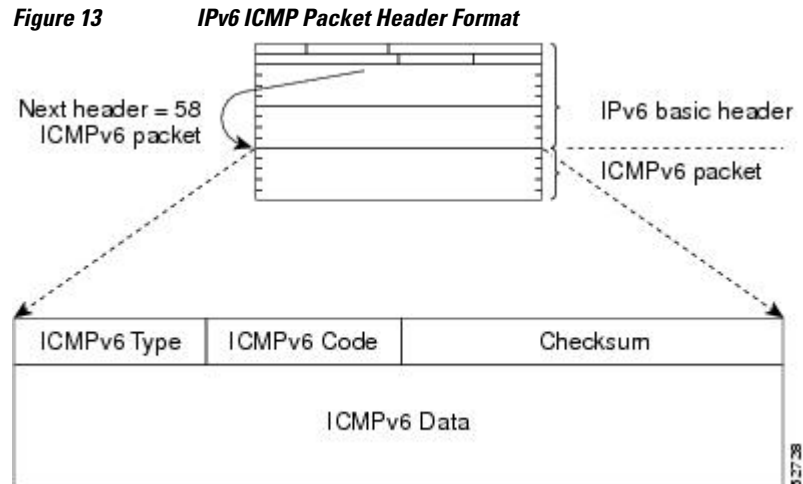 Figure 13 IPv6 ICMP Packet Header Format
Next header = 58
ICMPv6 packet
IPv6 basic header
ICMPv6 packet
ICMPv6 Type ICMPv6 Code Checksum
ICMPv6 Data
52728